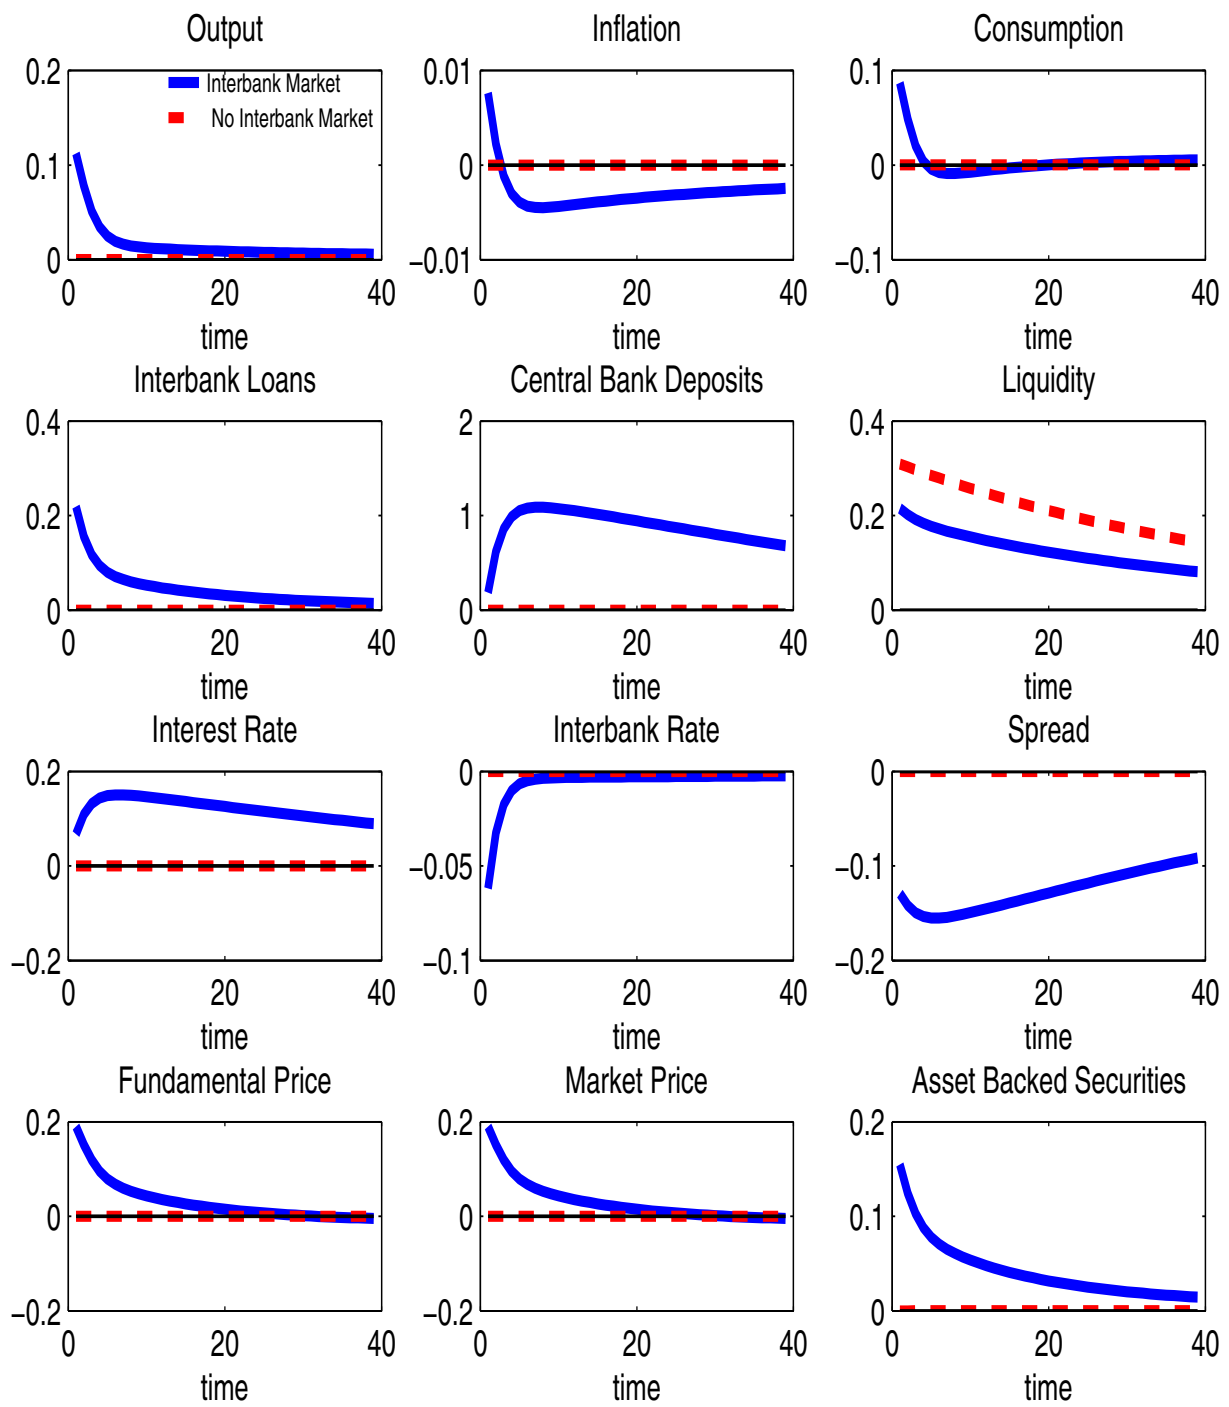 Output Inflation Consumption
0.2 0.01 0.1
Interbank Market
No Interbank Market
0.1 0 0
0 −0.01 −0.1
0 20 40 0 20 40 0 20 40
time time time
Interbank Loans Central Bank Deposits Liquidity
0.4 2 0.4
0.2 1 0.2
0 0 0
0 20 40 0 20 40 0 20 40
time time time
Interest Rate Interbank Rate Spread
0.2 0 0
0 −0.05 −0.1
−0.2 −0.1 −0.2
0 20 40 0 20 40 0 20 40
time time time
Fundamental Price Market Price Asset Backed Securities
0.2 0.2 0.2
0 0 0.1
−0.2 −0.2 0
0 20 40 0 20 40 0 20 40
time time time